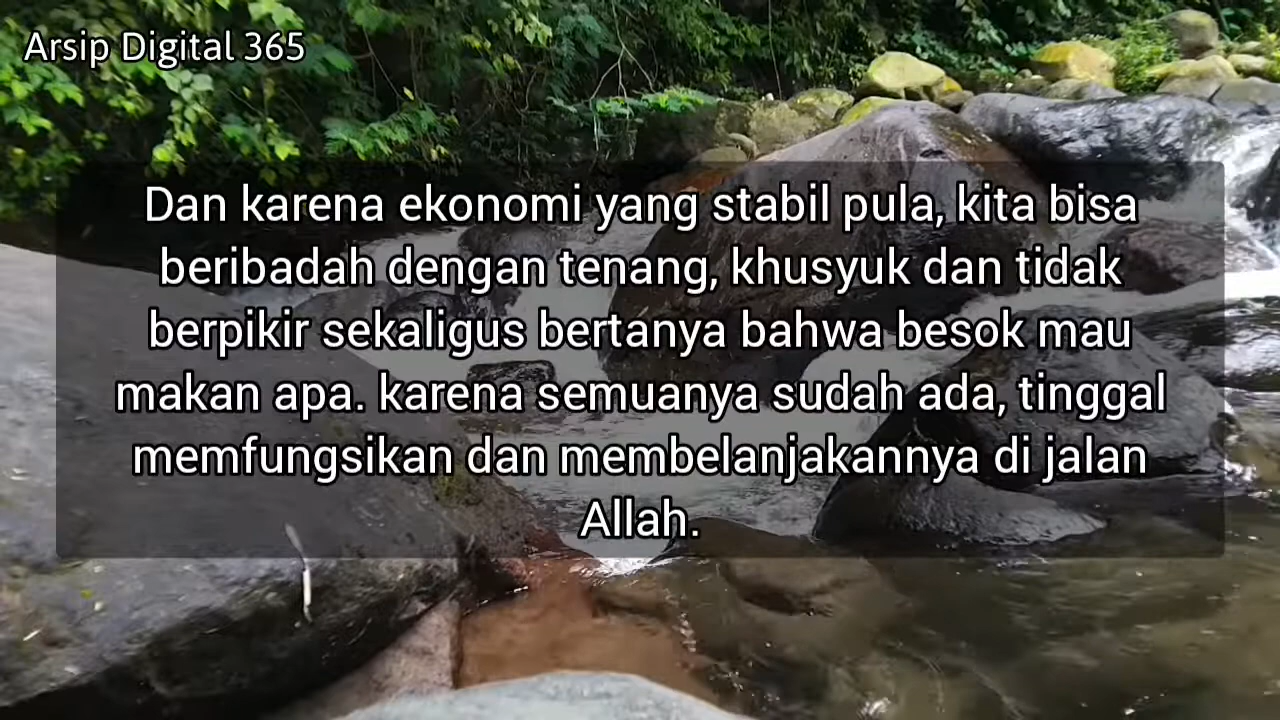 Arsip Digital 365
Dan karena ekonomi yang stabil pula, kita bisa
beribadah dengan tenang, khusyuk dan tidak
berpikir sekaligus bertanya bahwa besok mau
makan apa. karena semuanya sudah ada, tinggal
memfungsikan dan membelanjakannya di jalan
Allah.